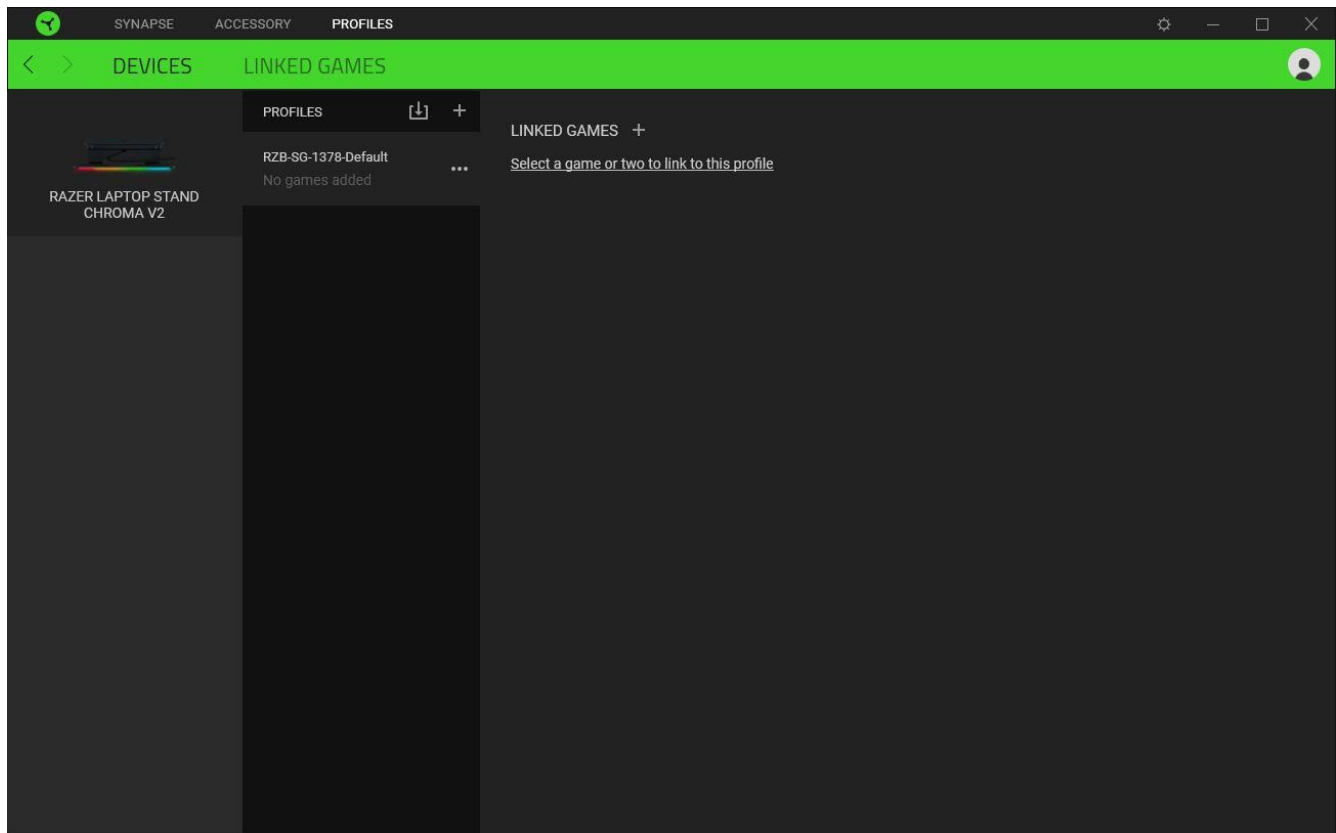 SYNAPSE ACCESSORY PROFILES
DEVICES LINKED GAMES
RAZER LAPTOP STAND
CHROMA V2
PROFILES
RZB-SG-1378-Default
No games added
LINKED GAMES
Select a game or two to link to this profile